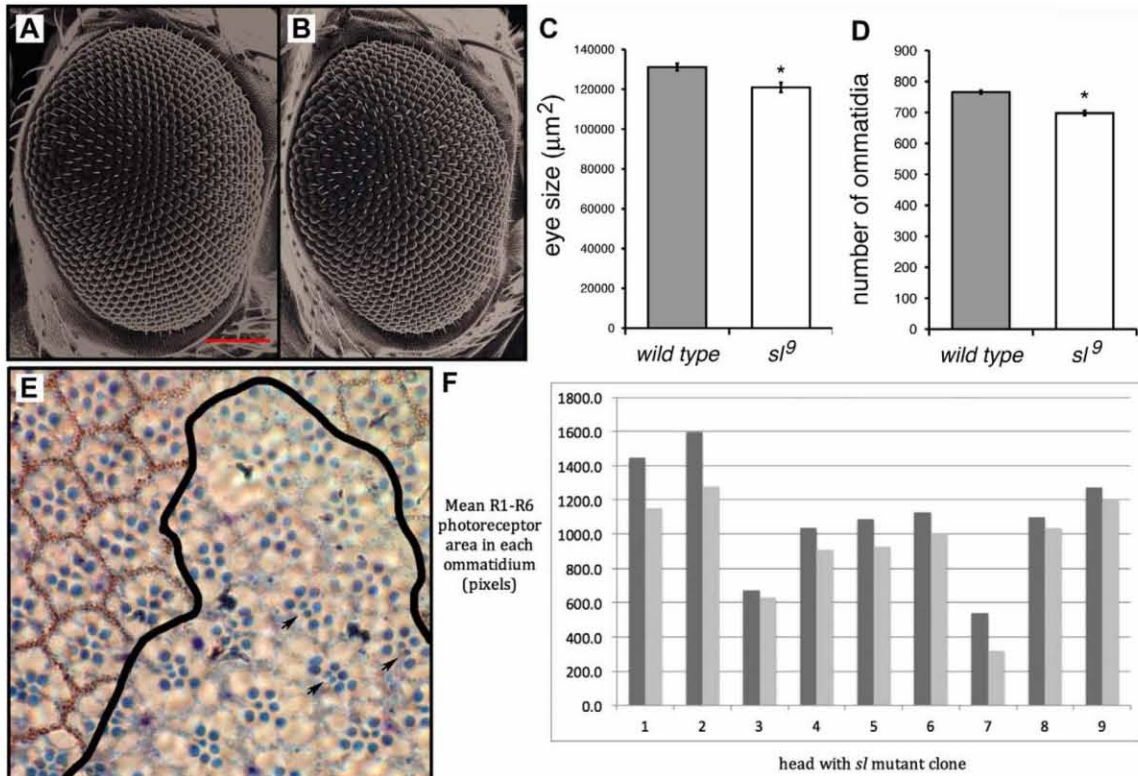 A
B
C
140000
120000
100000
80000
60000
40000
20000
0
eye size (μm²)
*
wild type
sl⁹
D
900
800
700
600
500
400
300
200
100
0
number of ommatidia
*
wild type
sl⁹
E
F
Mean R1-R6
photoreceptor
area in each
ommatidium
(pixels)
1800.0
1600.0
1400.0
1200.0
1000.0
800.0
600.0
400.0
200.0
0.0
1 2 3 4 5 6 7 8 9
head with sl mutant clone